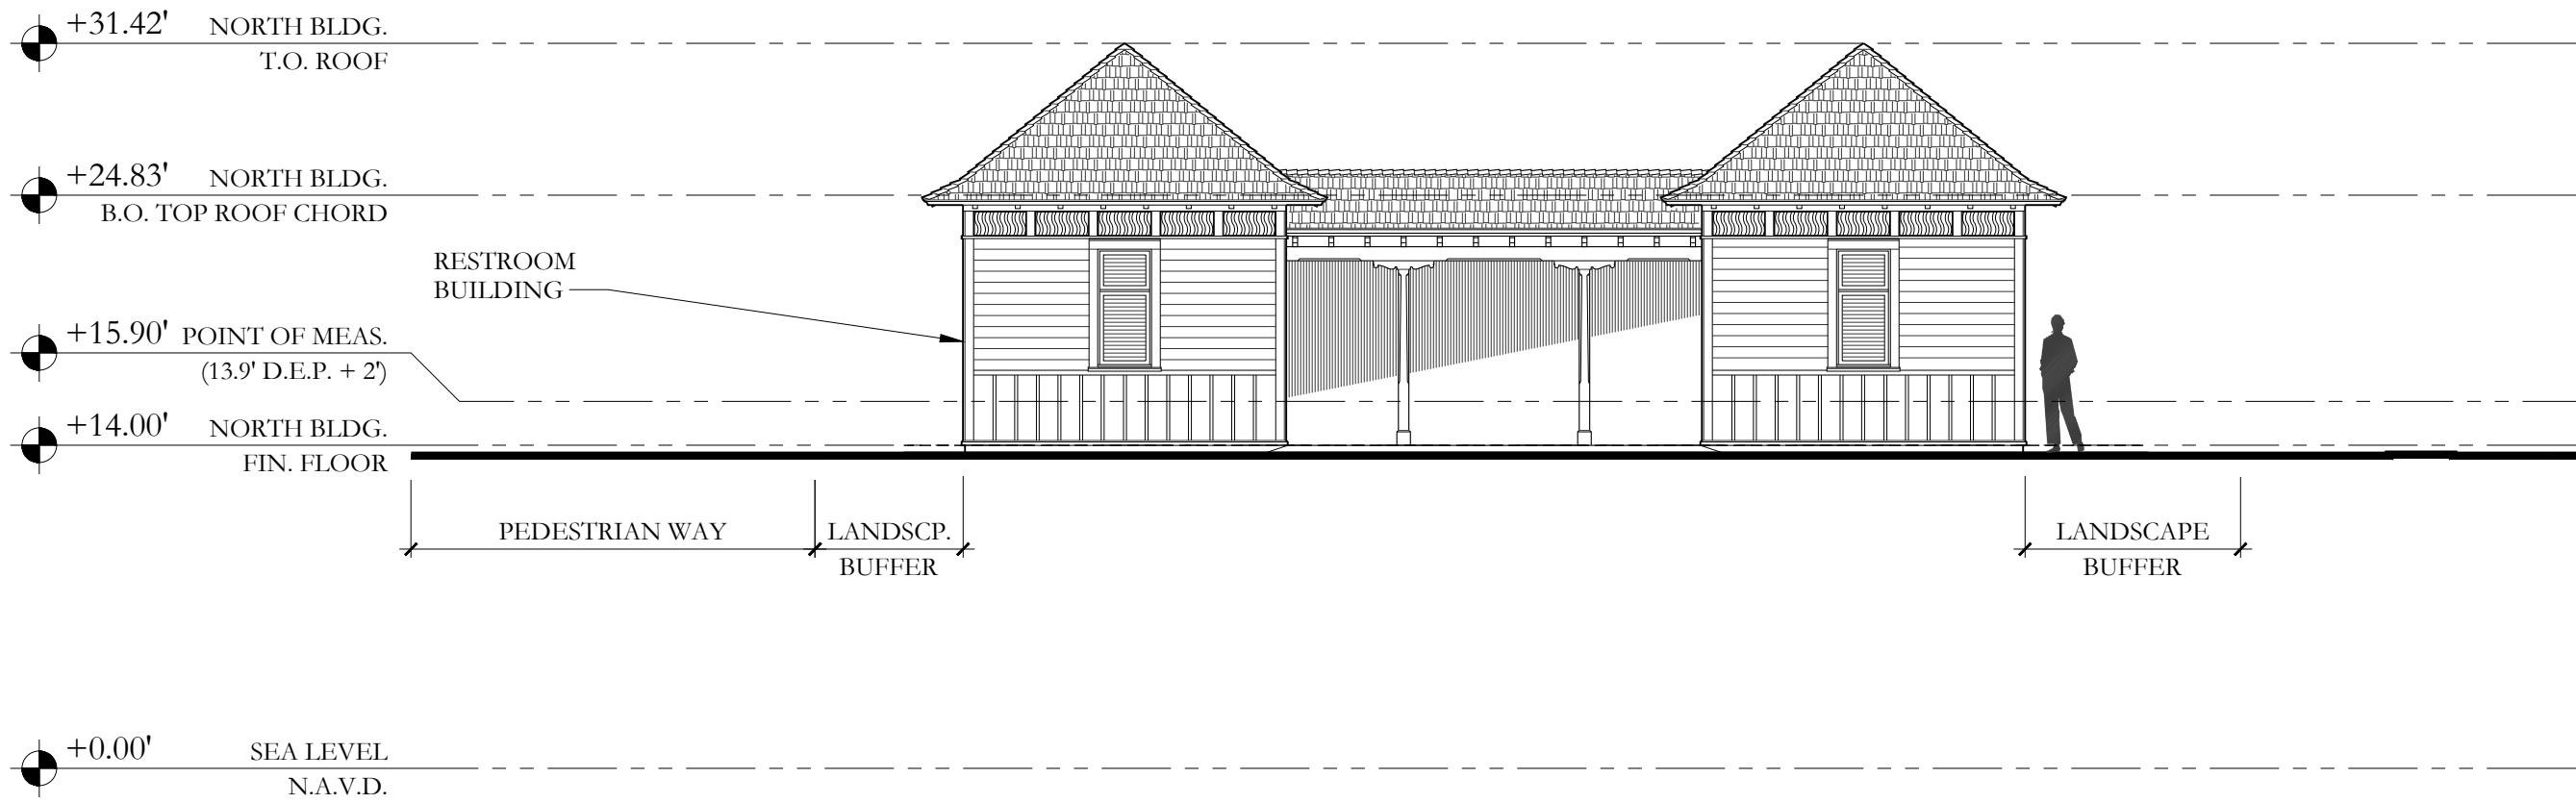 +31.42' NORTH BLDG.
T.O. ROOF
+24.83' NORTH BLDG.
B.O. TOP ROOF CHORD
RESTROOM
BUILDING
+15.90' POINT OF MEAS.
(13.9' D.E.P. + 2')
+14.00' NORTH BLDG.
FIN. FLOOR
PEDESTRIAN WAY
LANDSCP.
BUFFER
LANDSCAPE
BUFFER
+0.00' SEA LEVEL
N.A.V.D.